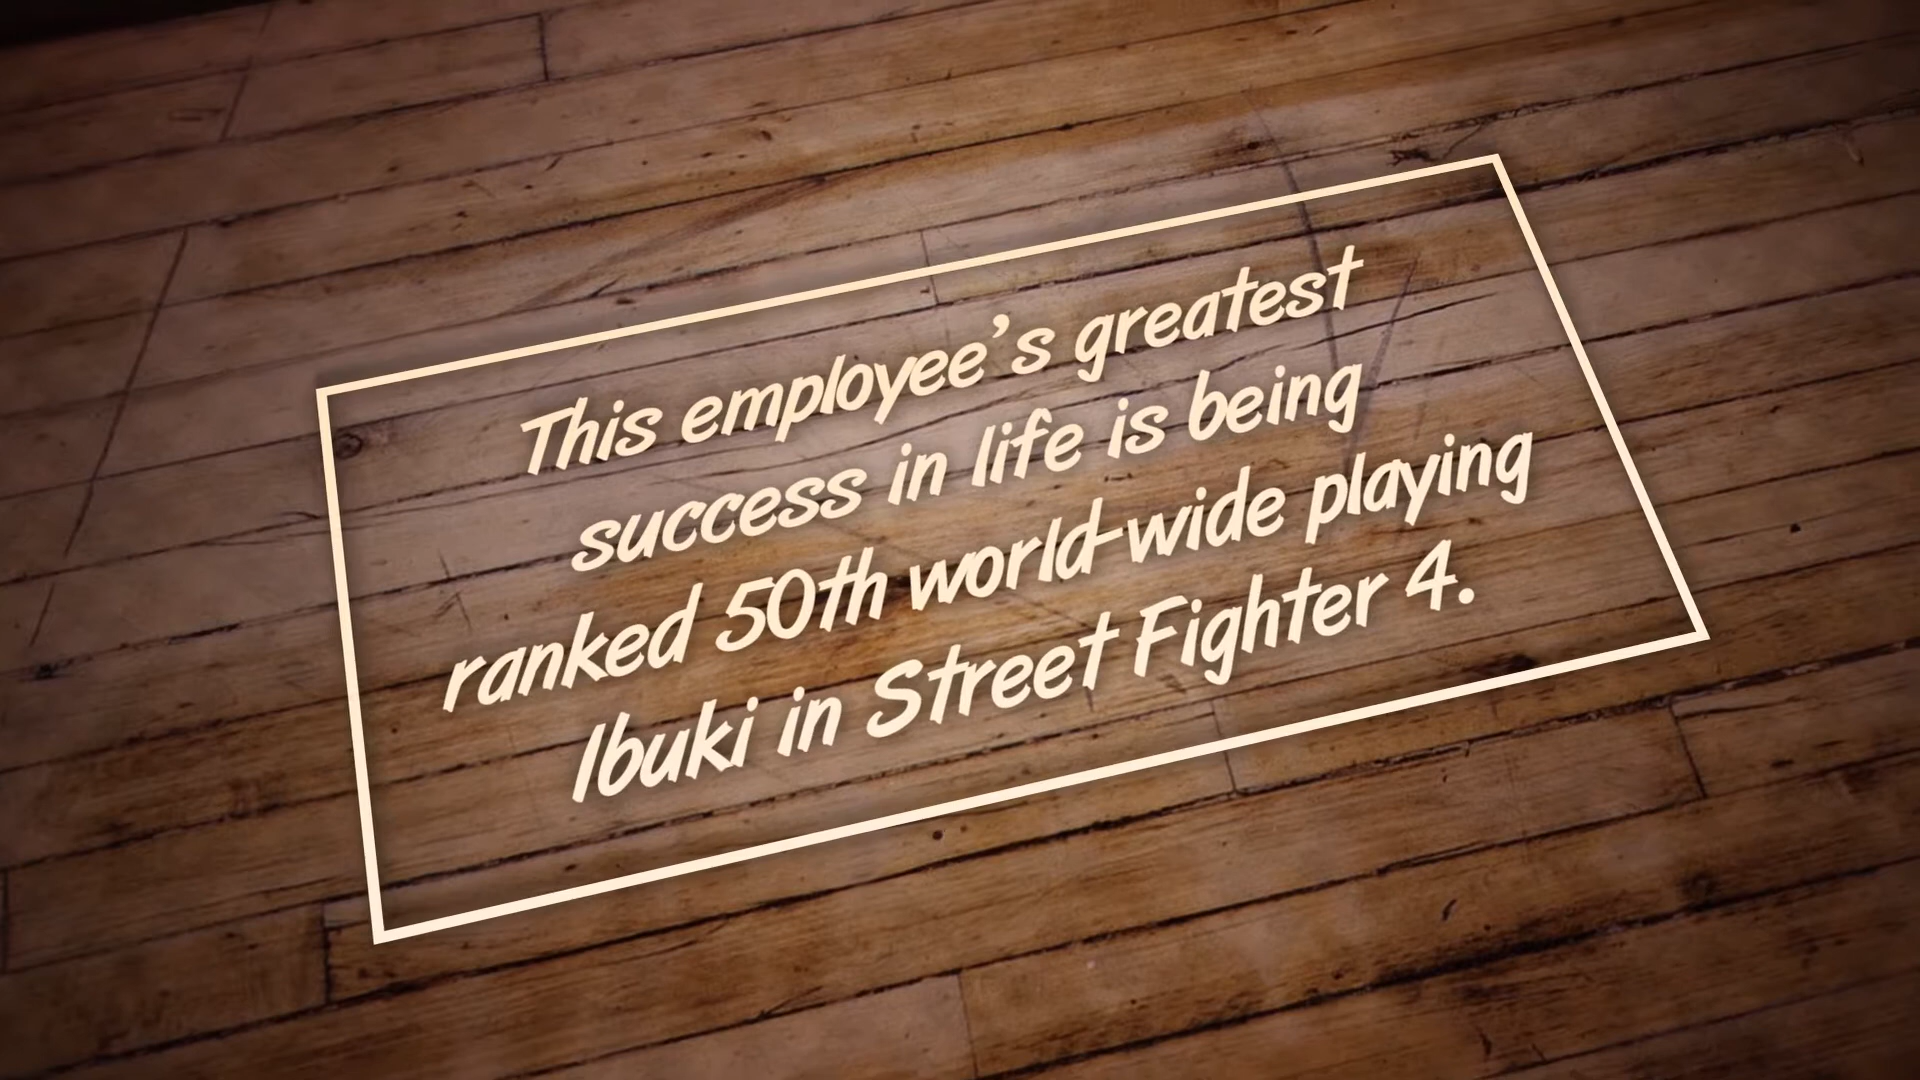 This employee’s greatest
success in life is being
ranked 50th world-wide playing
Ibuki in Street Fighter 4.